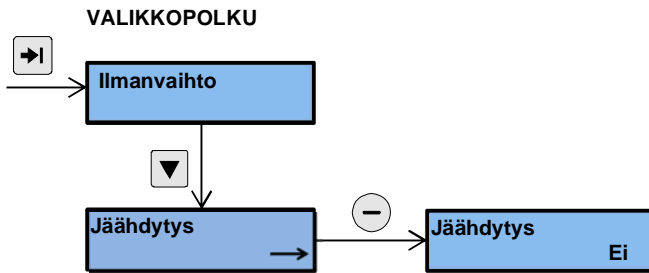 VALIKKOPOLKU
Ilmanvaihto
Jäähdytys
Jäähdytys
Ei